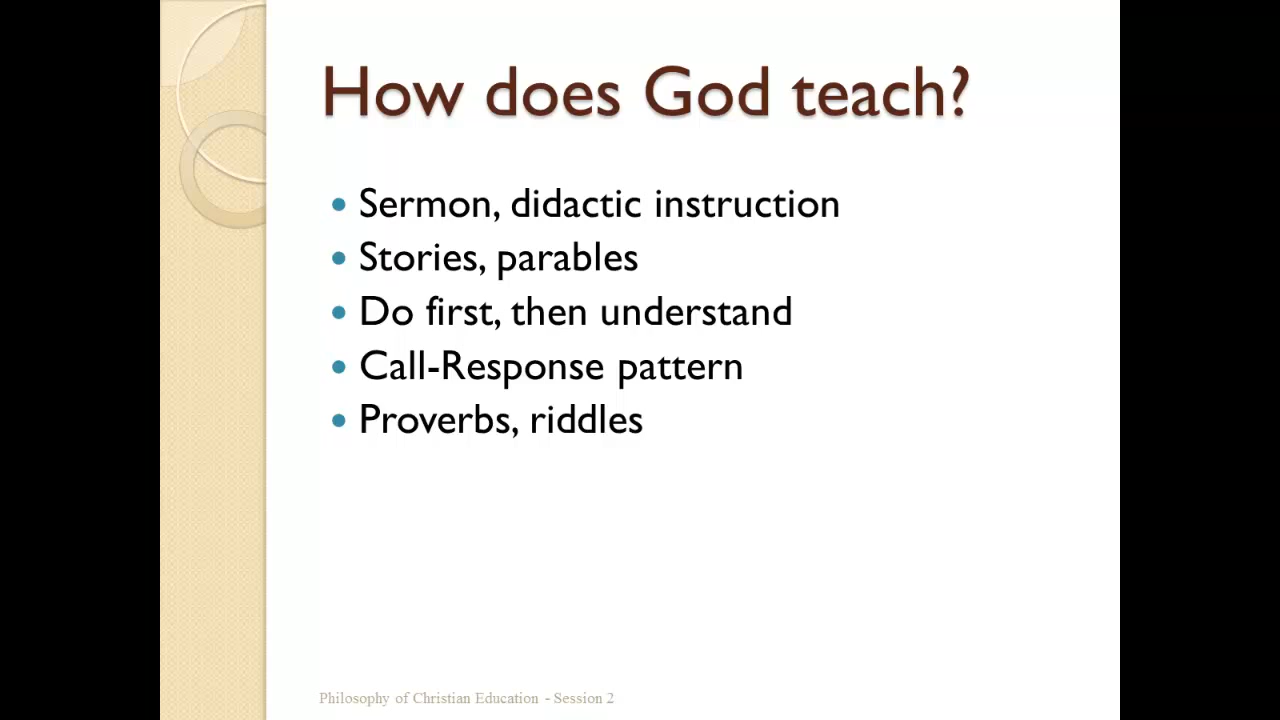 How does God teach?
Sermon, didactic instruction
Stories, parables
Do first, then understand
Call-Response pattern
Proverbs, riddles
Philosophy of Christian Education - Session 2